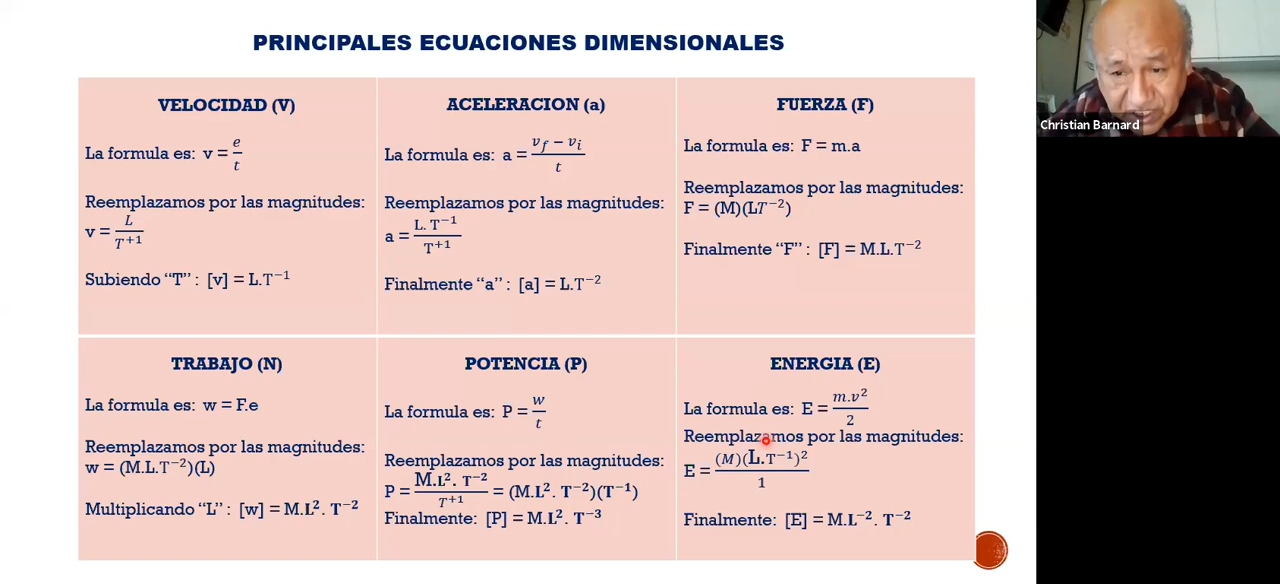 PRINCIPALES ECUACIONES DIMENSIONALES
Christian Barnard
VELOCIDAD (V)
La formula es: v = e/t
Reemplazamos por las magnitudes:
v = L/T⁺¹
Subiendo “T” : [v] = L.T⁻¹
ACELERACION (a)
La formula es: a = (v_f − v_i)/t
Reemplazamos por las magnitudes:
a = L. T⁻¹/T⁺¹
Finalmente “a” : [a] = L.T⁻²
FUERZA (F)
La formula es: F = m.a
Reemplazamos por las magnitudes:
F = (M)(LT⁻²)
Finalmente “F” : [F] = M.L.T⁻²
TRABAJO (N)
La formula es: w = F.e
Reemplazamos por las magnitudes:
w = (M.L.T⁻²)(L)
Multiplicando “L” : [w] = M.L². T⁻²
POTENCIA (P)
La formula es: P = w/t
Reemplazamos por las magnitudes:
P = M.L². T⁻²/T⁺¹ = (M.L². T⁻²)(T⁻¹)
Finalmente: [P] = M.L². T⁻³
ENERGIA (E)
La formula es: E = m.v²/2
Reemplazamos por las magnitudes:
E = (M)(L.T⁻¹)²/1
Finalmente: [E] = M.L⁻². T⁻²